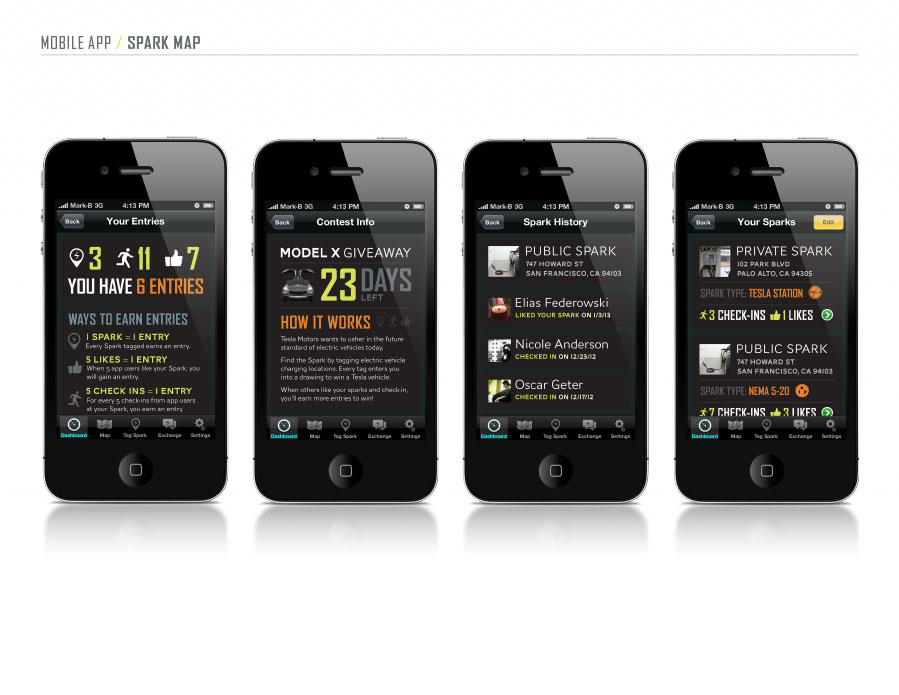 MOBILE APP / SPARK MAP
Mark-B 3G 4:13 PM
Back Your Entries
3 11 7
YOU HAVE 6 ENTRIES
WAYS TO EARN ENTRIES
1 SPARK = 1 ENTRY
Every Spark tagged earns an entry.
5 LIKES = 1 ENTRY
When 5 app users like your Spark, you
will gain an entry.
5 CHECK INS = 1 ENTRY
For every 5 check-ins from app users
at your Spark, you earn an entry.
Dashboard Map Tag Spark Exchange Settings
Mark-B 3G 4:13 PM
Back Contest Info
MODEL X GIVEAWAY
23 DAYS
LEFT
HOW IT WORKS
Tesla Motors wants to usher in the future
standard of electric vehicles today.
Find the Spark by tagging electric vehicle
charging locations. Every tag enters you
into a drawing to win a Tesla vehicle.
When others like your sparks and check-in,
you'll earn more entries to win!
Dashboard Map Tag Spark Exchange Settings
Mark-B 3G 4:13 PM
Back Spark History
PUBLIC SPARK
747 HOWARD ST
SAN FRANCISCO, CA 94103
Elias Federowski
LIKED YOUR SPARK ON 1/3/13
Nicole Anderson
CHECKED IN ON 12/23/12
Oscar Geter
CHECKED IN ON 12/17/12
Dashboard Map Tag Spark Exchange Settings
Mark-B 3G 4:13 PM
Back Your Sparks Edit
PRIVATE SPARK
102 PARK BLVD
PALO ALTO, CA 94305
SPARK TYPE: TESLA STATION
3 CHECK-INS 1 LIKES
PUBLIC SPARK
747 HOWARD ST
SAN FRANCISCO, CA 94103
SPARK TYPE: NEMA 5-20
7 CHECK-INS 3 LIKES
Dashboard Map Tag Spark Exchange Settings